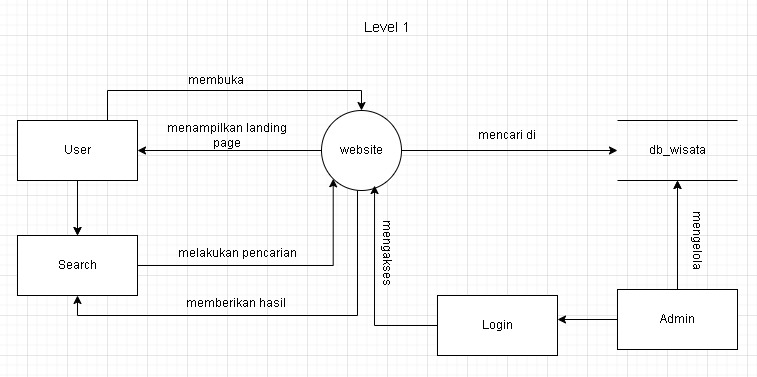 Level 1
membuka
menampilkan landing
page
User
website
mencari di
db_wisata
mengakses
mengelola
Search
melakukan pencarian
memberikan hasil
Login
Admin